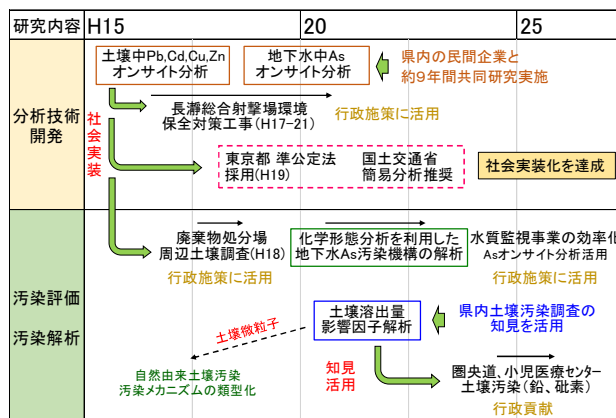 研究内容
H15
20
25
分析技術
開発
土壌中Pb,Cd,Cu,Zn
オンサイト分析
地下水中As
オンサイト分析
県内の民間企業と
約9年間共同研究実施
社会実装
長瀞総合射撃場環境
保全対策工事(H17-21)
行政施策に活用
東京都 準公定法
採用(H19)
国土交通省
簡易分析推奨
社会実装化を達成
汚染評価
汚染解析
廃棄物処分場
周辺土壌調査(H18)
行政施策に活用
化学形態分析を利用した
地下水As汚染機構の解析
水質監視事業の効率化
Asオンサイト分析活用
行政施策に活用
土壌溶出量
影響因子解析
県内土壌汚染調査の
知見を活用
土壌微粒子
自然由来土壌汚染
汚染メカニズムの類型化
知見
活用
圏央道、小児医療センター
土壌汚染(鉛、砒素)
行政貢献